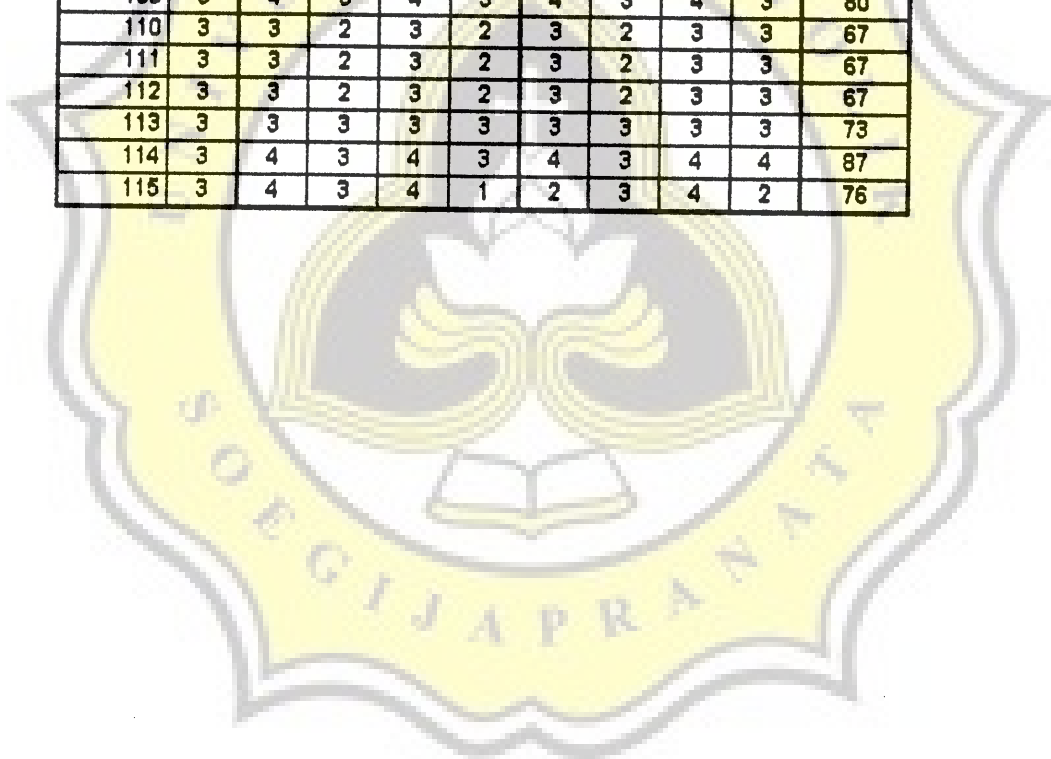 110 3 3 2 3 2 3 2 3 3 67
111 3 3 2 3 2 3 2 3 3 67
112 3 3 2 3 2 3 2 3 3 67
113 3 3 3 3 3 3 3 3 3 73
114 3 4 3 4 3 4 3 4 4 87
115 3 4 3 4 1 2 3 4 2 76
SOEGIJAPRANATA